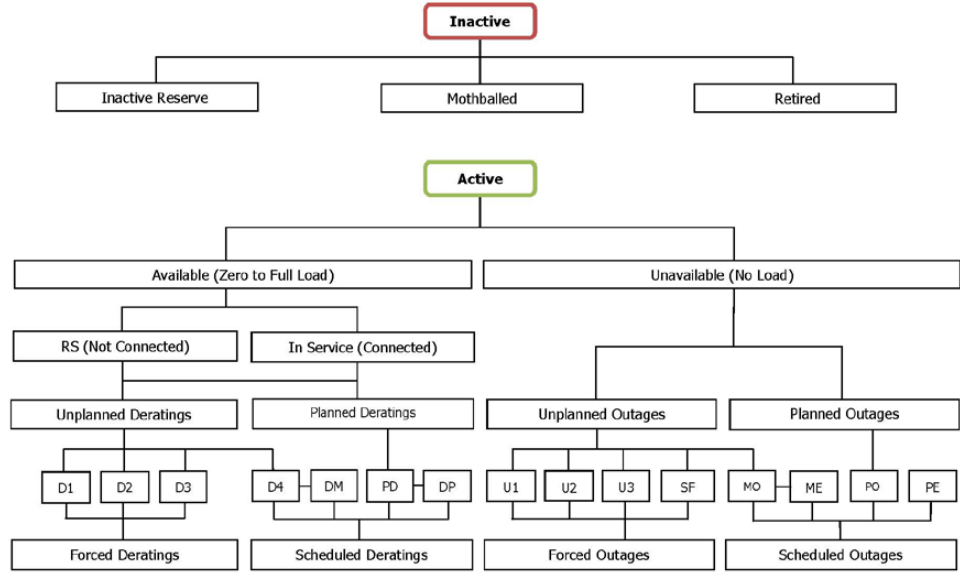 Inactive
Inactive Reserve
Mothballed
Retired
Active
Available (Zero to Full Load)
Unavailable (No Load)
RS (Not Connected)
In Service (Connected)
Unplanned Deratings
Planned Deratings
Unplanned Outages
Planned Outages
D1
D2
D3
D4
DM
PD
DP
U1
U2
U3
SF
MO
ME
PO
PE
Forced Deratings
Scheduled Deratings
Forced Outages
Scheduled Outages